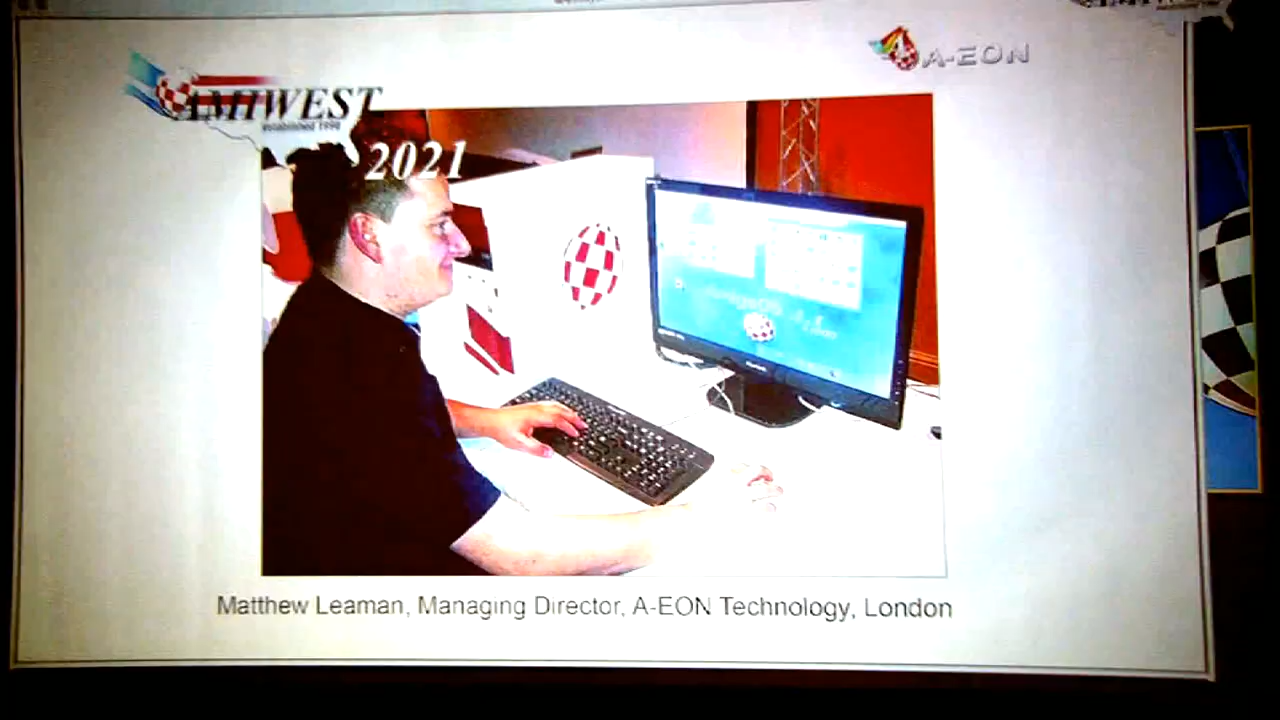 AMIWEST
established 1998
2021
A-EON
Matthew Leaman, Managing Director, A-EON Technology, London